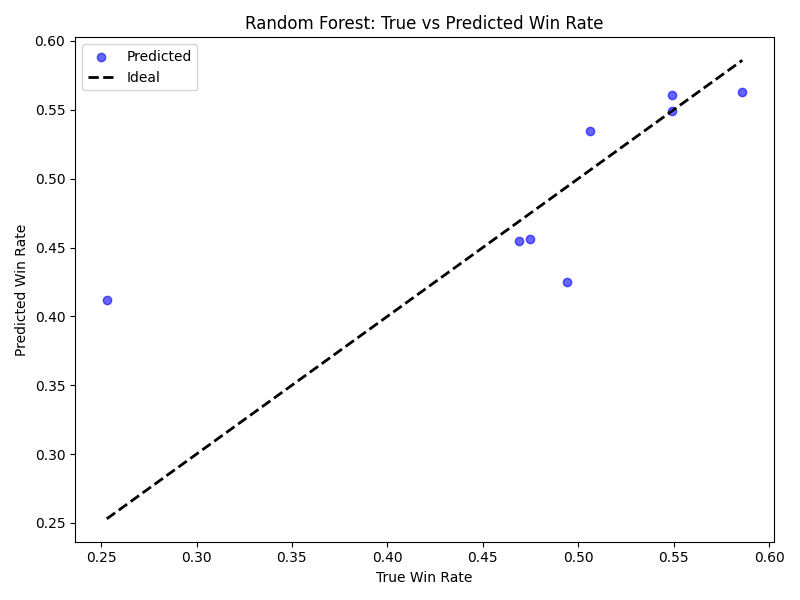 Random Forest: True vs Predicted Win Rate
Predicted
Ideal
0.60
0.55
0.50
0.45
0.40
0.35
0.30
0.25
Predicted Win Rate
0.25 0.30 0.35 0.40 0.45 0.50 0.55 0.60
True Win Rate